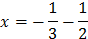 x = −1/3 − 1/2